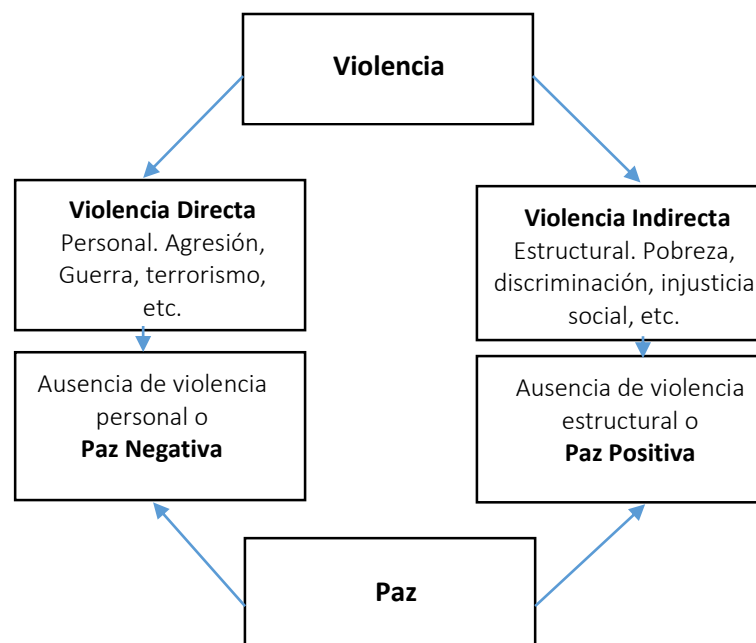 Violencia
Violencia Directa
Personal. Agresión,
Guerra, terrorismo,
etc.
Violencia Indirecta
Estructural. Pobreza,
discriminación, injusticia
social, etc.
Ausencia de violencia
personal o
Paz Negativa
Ausencia de violencia
estructural o
Paz Positiva
Paz